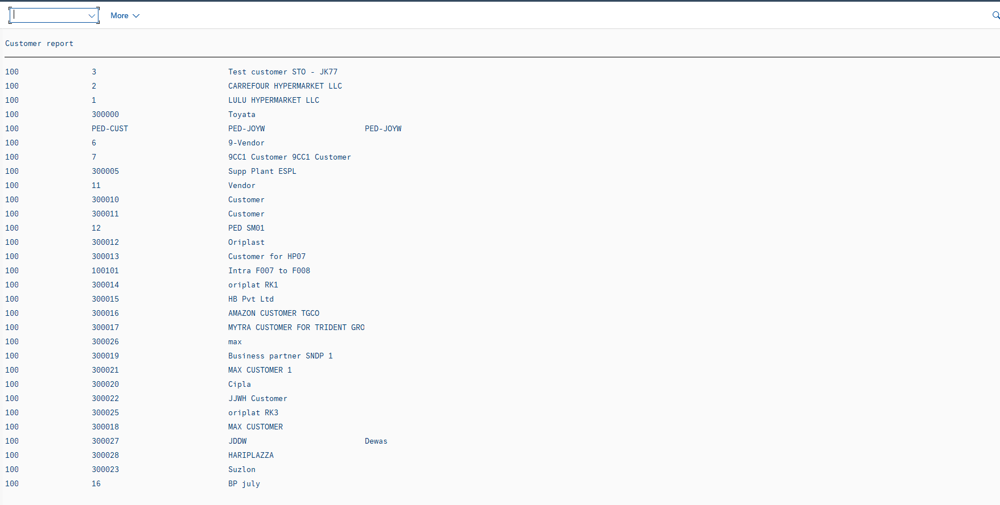 More
Customer report
100 3 Test customer STO - JK77
100 2 CARREFOUR HYPERMARKET LLC
100 1 LULU HYPERMARKET LLC
100 300000 Toyata
100 PED-CUST PED-JOYW PED-JOYW
100 6 9-Vendor
100 7 9CC1 Customer 9CC1 Customer
100 300005 Supp Plant ESPL
100 11 Vendor
100 300010 Customer
100 300011 Customer
100 12 PED SM01
100 300012 Oriplast
100 300013 Customer for HP07
100 100101 Intra F007 to F008
100 300014 oriplat RK1
100 300015 HB Pvt Ltd
100 300016 AMAZON CUSTOMER TGCO
100 300017 MYTRA CUSTOMER FOR TRIDENT GRO
100 300026 max
100 300019 Business partner SNDP 1
100 300021 MAX CUSTOMER 1
100 300020 Cipla
100 300022 JJWH Customer
100 300025 oriplat RK3
100 300018 MAX CUSTOMER
100 300027 JDDW Dewas
100 300028 HARIPLAZZA
100 300023 Suzlon
100 16 BP july